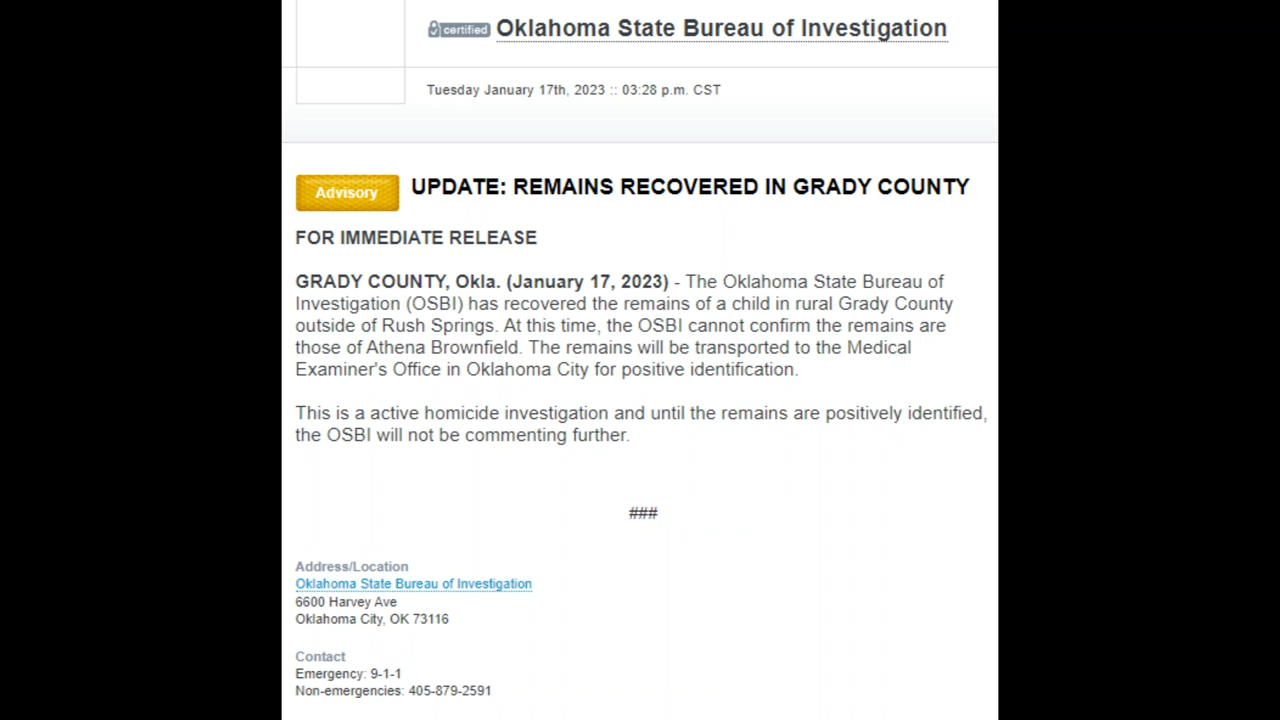 certified Oklahoma State Bureau of Investigation
Tuesday January 17th, 2023 :: 03:28 p.m. CST
Advisory UPDATE: REMAINS RECOVERED IN GRADY COUNTY
FOR IMMEDIATE RELEASE
GRADY COUNTY, Okla. (January 17, 2023) - The Oklahoma State Bureau of
Investigation (OSBI) has recovered the remains of a child in rural Grady County
outside of Rush Springs. At this time, the OSBI cannot confirm the remains are
those of Athena Brownfield. The remains will be transported to the Medical
Examiner's Office in Oklahoma City for positive identification.
This is a active homicide investigation and until the remains are positively identified,
the OSBI will not be commenting further.
###
Address/Location
Oklahoma State Bureau of Investigation
6600 Harvey Ave
Oklahoma City, OK 73116
Contact
Emergency: 9-1-1
Non-emergencies: 405-879-2591